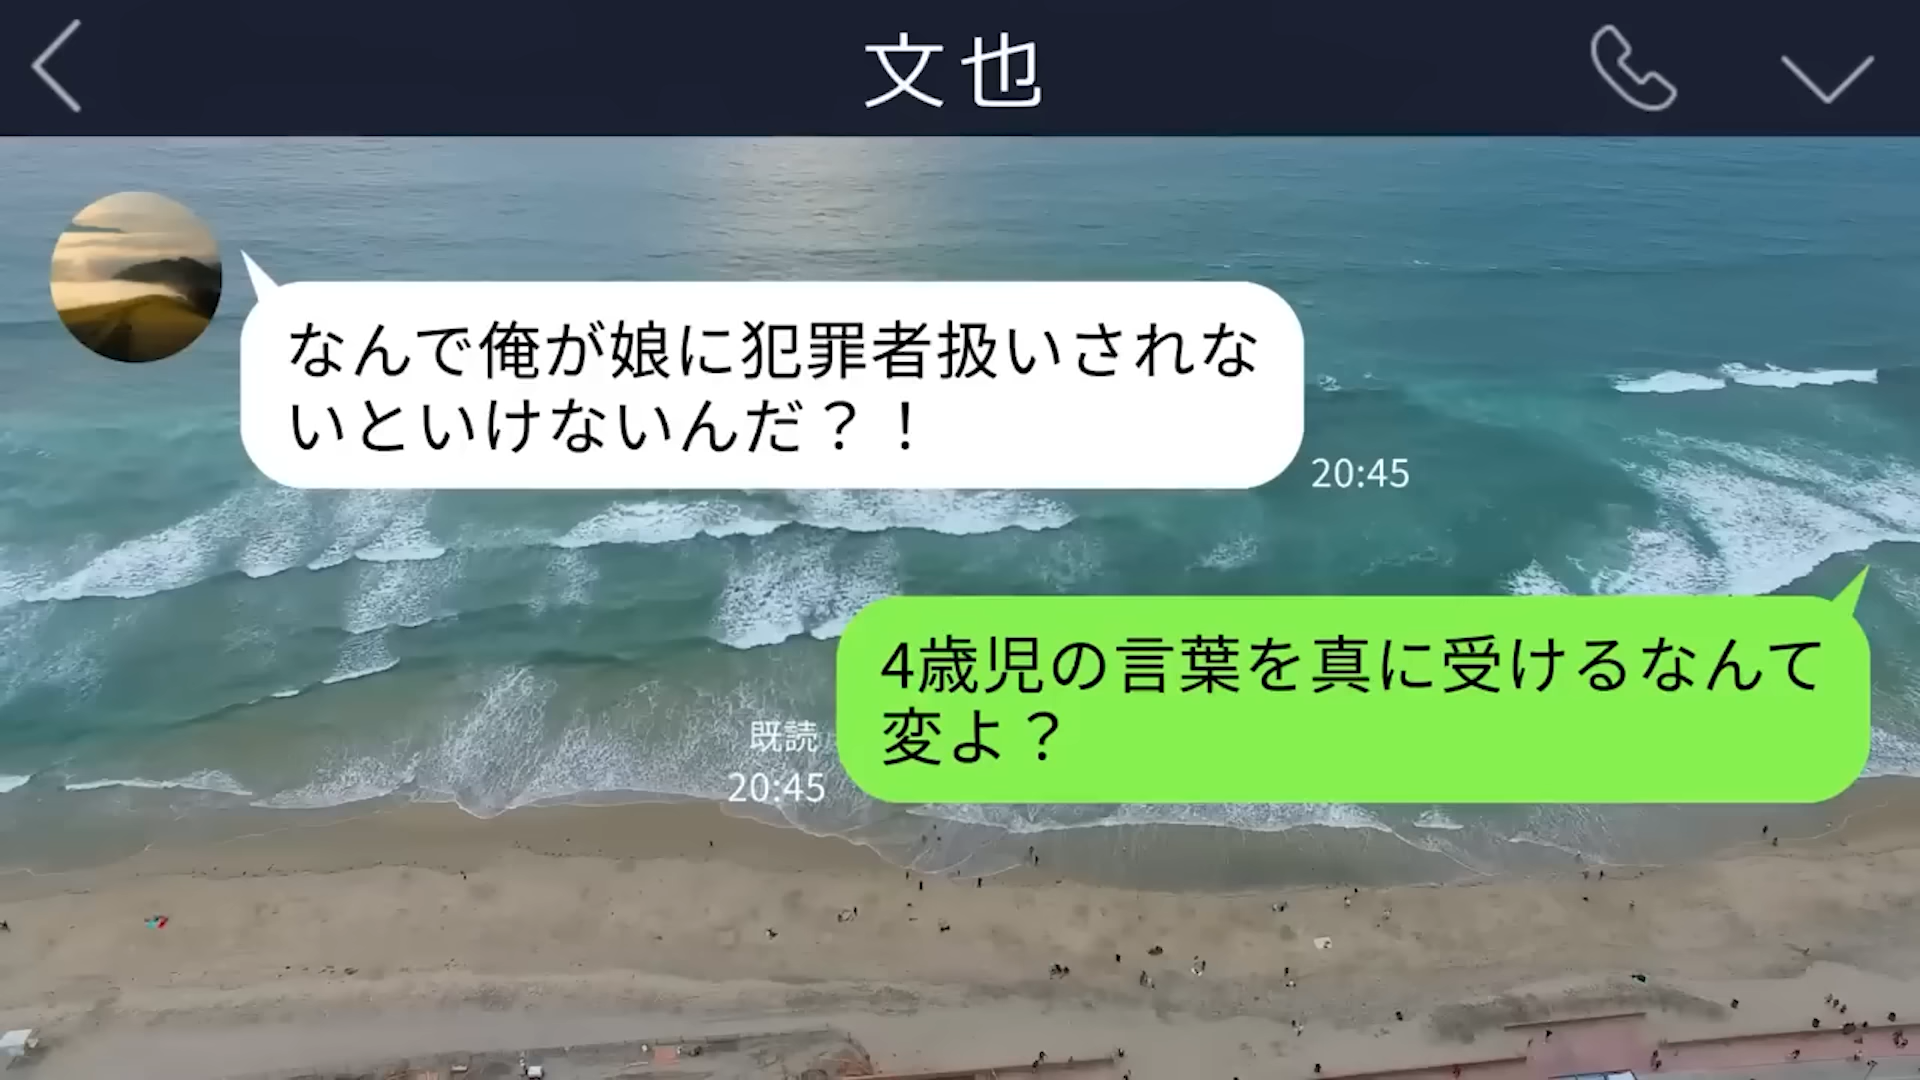 文也
なんで俺が娘に犯罪者扱いされな
いといけないんだ？！
20:45
4歳児の言葉を真に受けるなんて
変よ？
既読
20:45